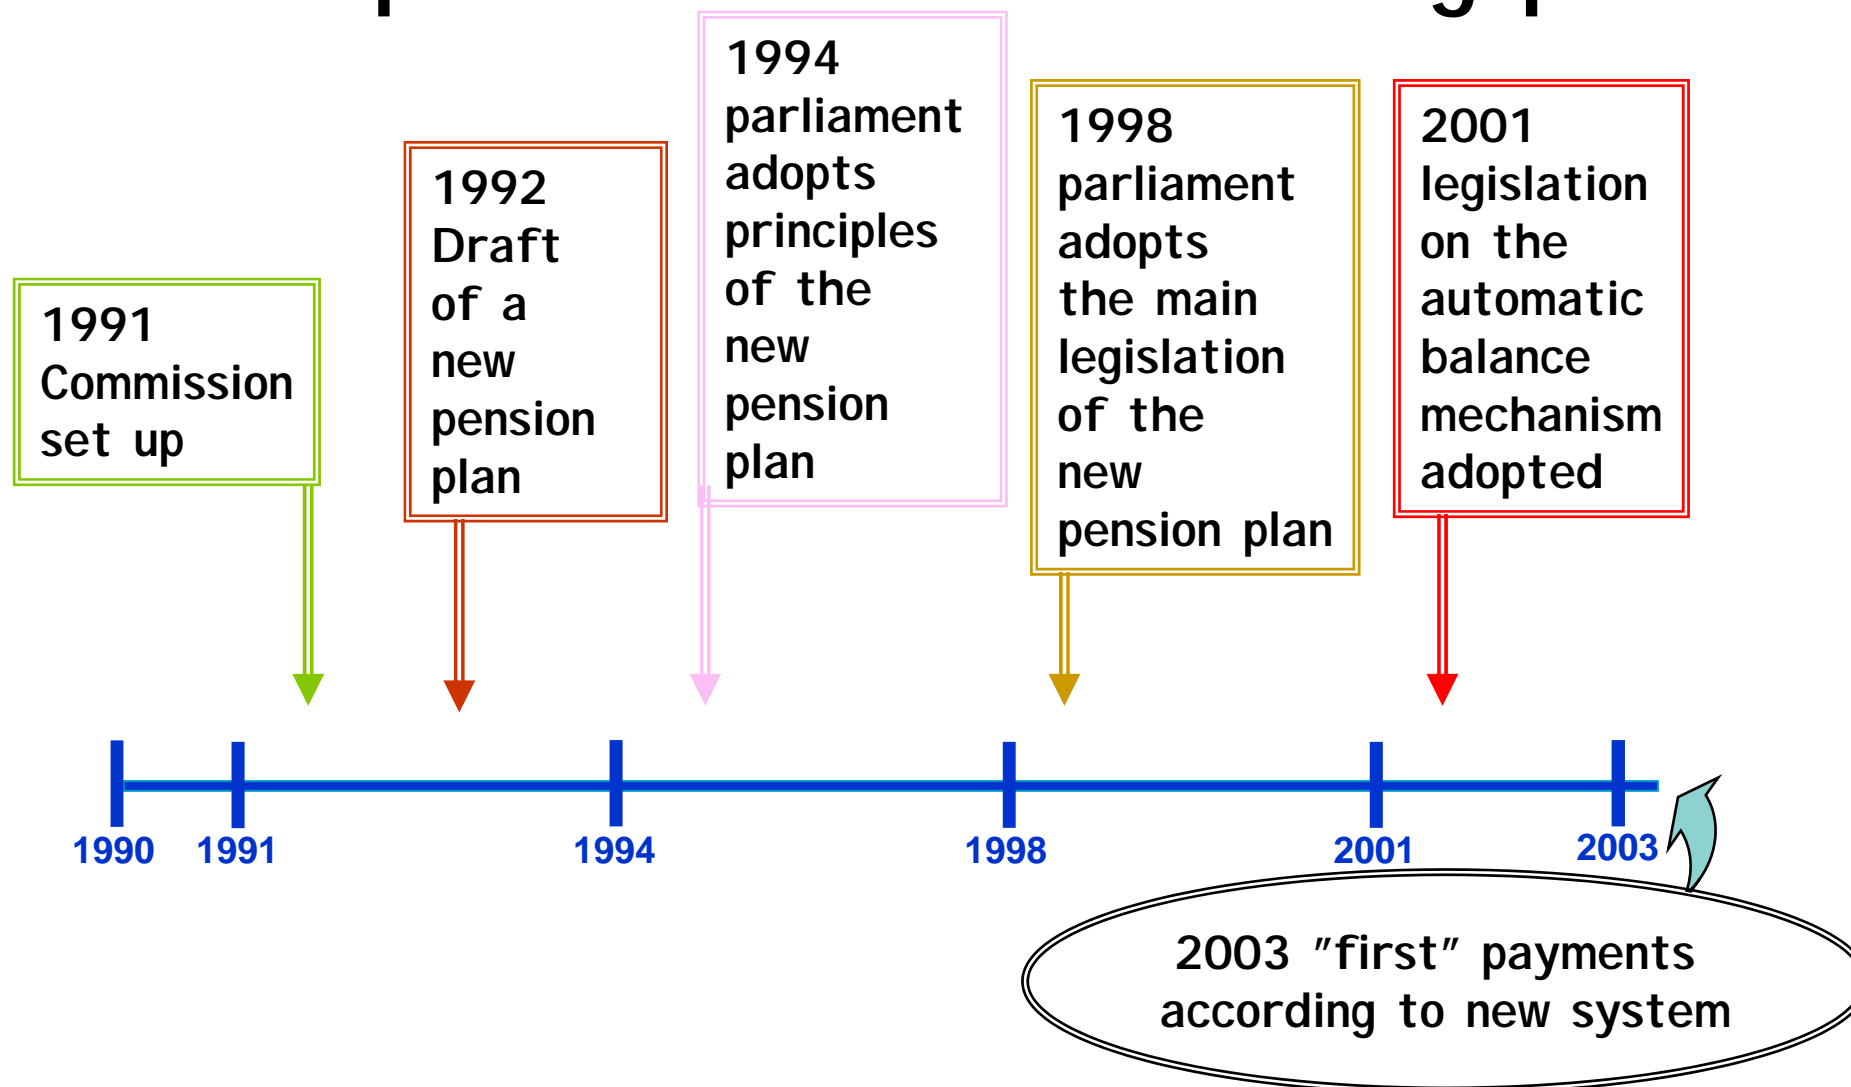 1991
Commission
set up
1992
Draft
of a
new
pension
plan
1994
parliament
adopts
principles
of the
new
pension
plan
1998
parliament
adopts
the main
legislation
of the
new
pension plan
2001
legislation
on the
automatic
balance
mechanism
adopted
1990
1991
1994
1998
2001
2003
2003 ”first” payments
according to new system